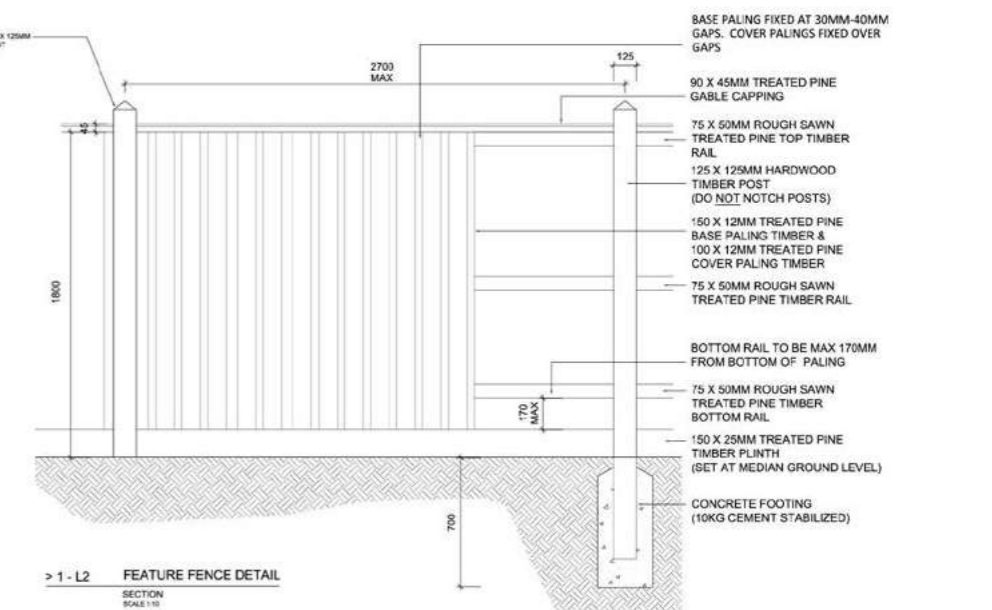 X 125MM
BASE PALING FIXED AT 30MM-40MM
GAPS. COVER PALINGS FIXED OVER
GAPS
125
2700
MAX
90 X 45MM TREATED PINE
GABLE CAPPING
45
75 X 50MM ROUGH SAWN
TREATED PINE TOP TIMBER
RAIL
125 X 125MM HARDWOOD
TIMBER POST
(DO NOT NOTCH POSTS)
150 X 12MM TREATED PINE
BASE PALING TIMBER &
100 X 12MM TREATED PINE
COVER PALING TIMBER
1800
75 X 50MM ROUGH SAWN
TREATED PINE TIMBER RAIL
BOTTOM RAIL TO BE MAX 170MM
FROM BOTTOM OF PALING
170
MAX
75 X 50MM ROUGH SAWN
TREATED PINE TIMBER
BOTTOM RAIL
150 X 25MM TREATED PINE
TIMBER PLINTH
(SET AT MEDIAN GROUND LEVEL)
700
CONCRETE FOOTING
(10KG CEMENT STABILIZED)
> 1 - L2 FEATURE FENCE DETAIL
SECTION
SCALE 1:10